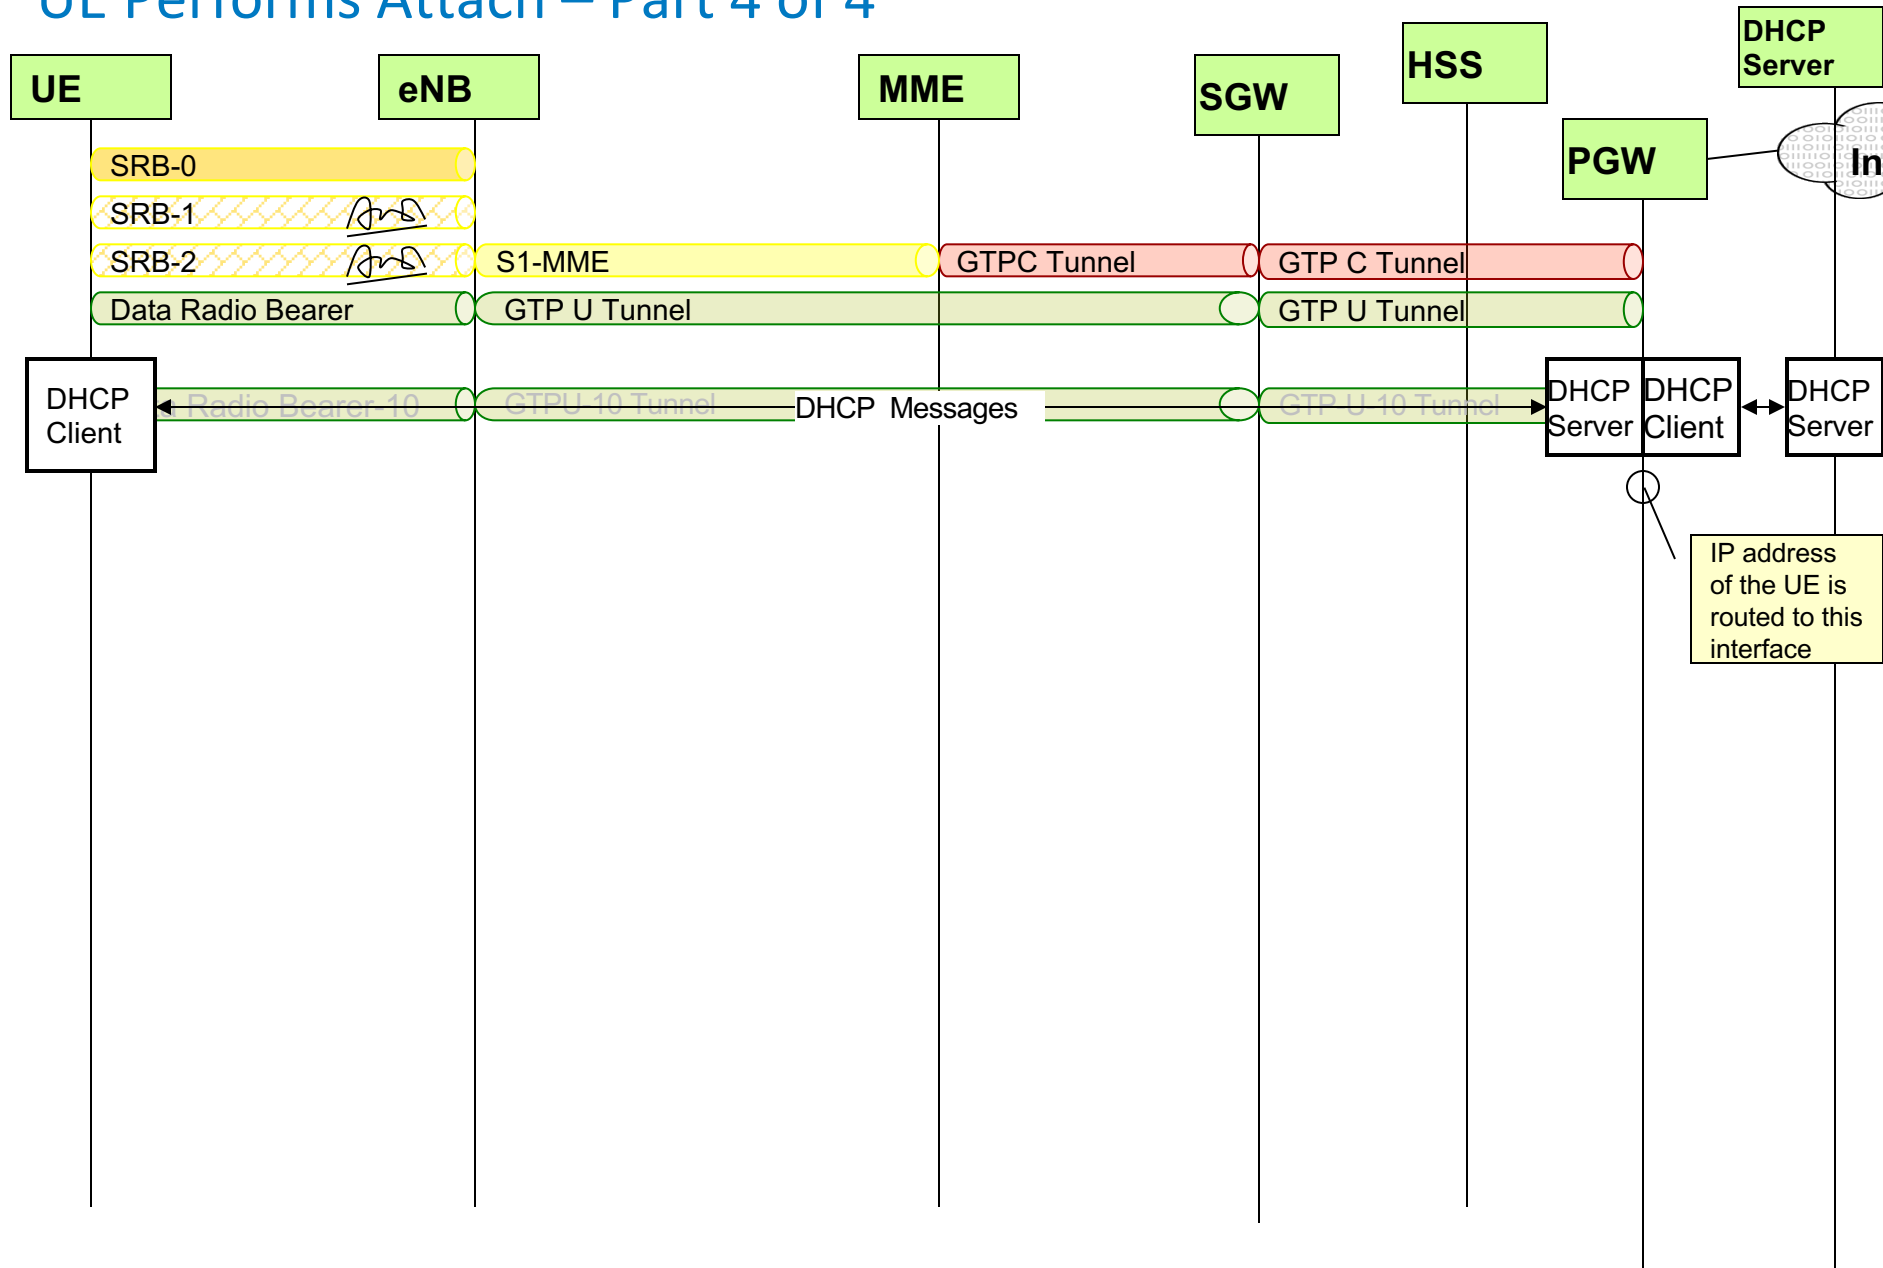 UE Performs Attach – Part 4 of 4
UE
eNB
MME
SGW
HSS
PGW
DHCP
Server
In
SRB-0
SRB-1
SRB-2
S1-MME
GTPC Tunnel
GTP C Tunnel
Data Radio Bearer
GTP U Tunnel
GTP U Tunnel
DHCP
Client
Radio Bearer-10
GTPU-10 Tunnel
DHCP Messages
GTP U-10 Tunnel
DHCP
Server
DHCP
Client
DHCP
Server
IP address
of the UE is
routed to this
interface